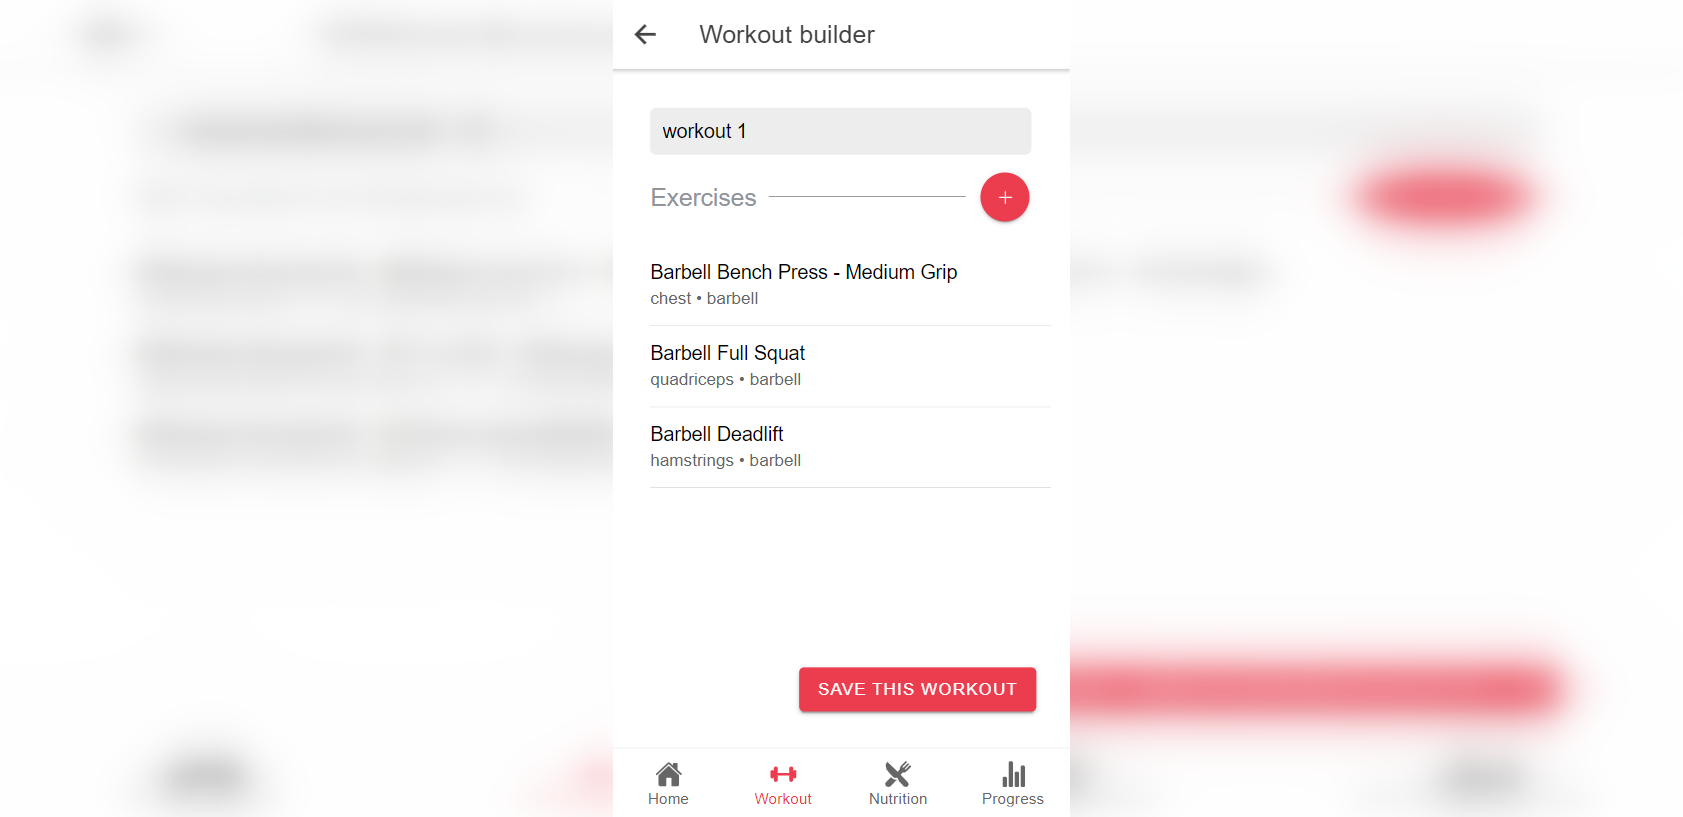 Workout builder
workout 1
Exercises
Barbell Bench Press - Medium Grip
chest • barbell
Barbell Full Squat
quadriceps • barbell
Barbell Deadlift
hamstrings • barbell
SAVE THIS WORKOUT
Home Workout Nutrition Progress